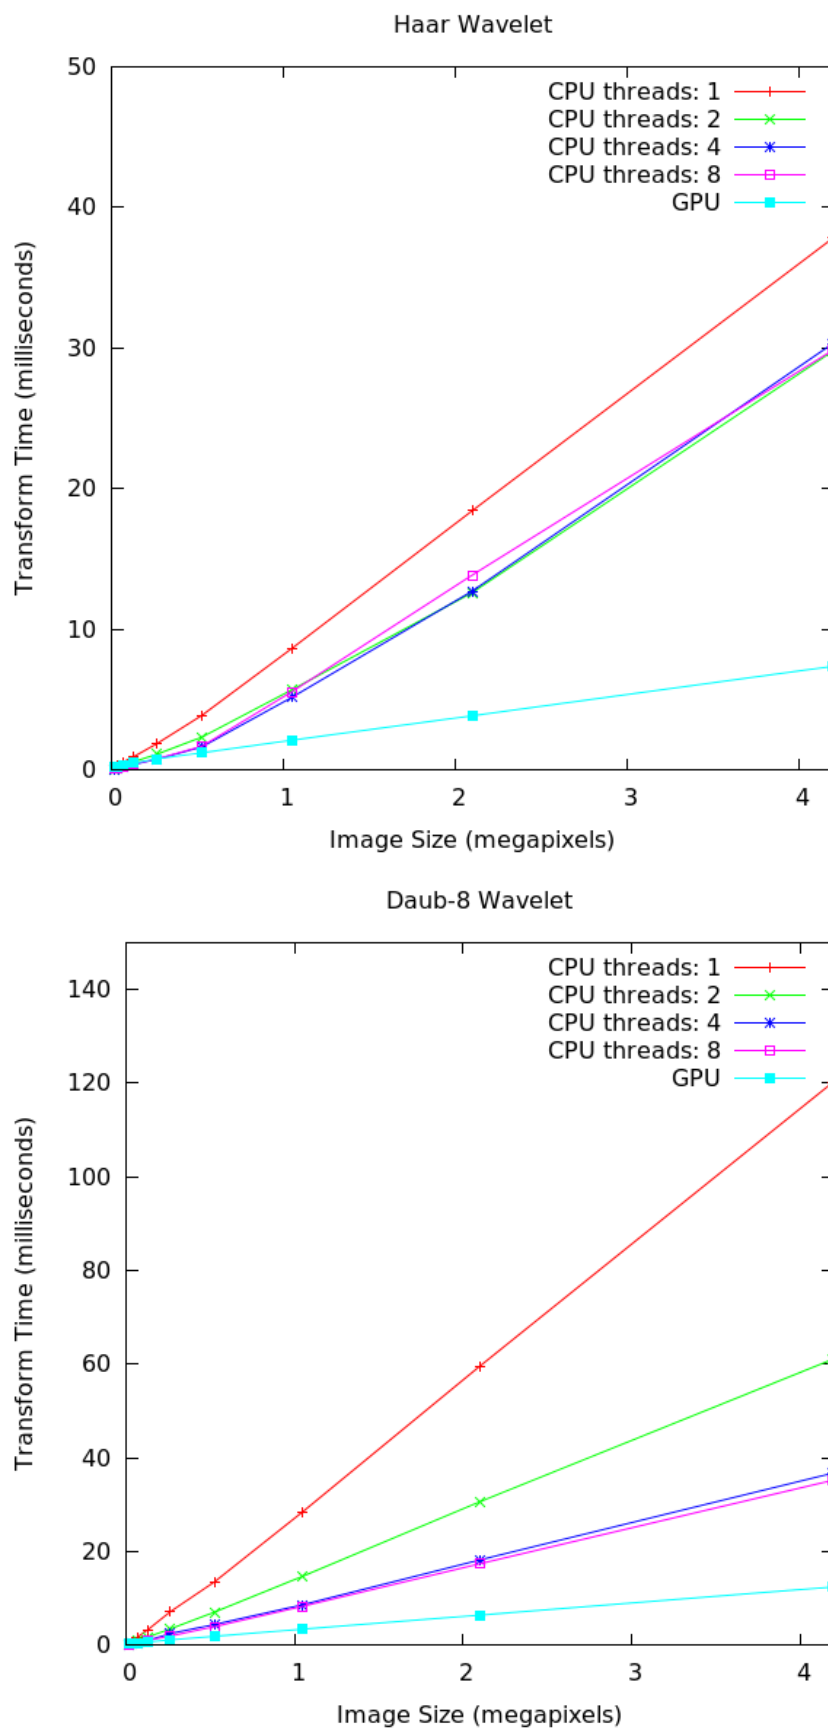 Haar Wavelet
50
40
30
20
10
0
Transform Time (milliseconds)
CPU threads: 1
CPU threads: 2
CPU threads: 4
CPU threads: 8
GPU
0 1 2 3 4
Image Size (megapixels)
Daub-8 Wavelet
140
120
100
80
60
40
20
0
Transform Time (milliseconds)
CPU threads: 1
CPU threads: 2
CPU threads: 4
CPU threads: 8
GPU
0 1 2 3 4
Image Size (megapixels)